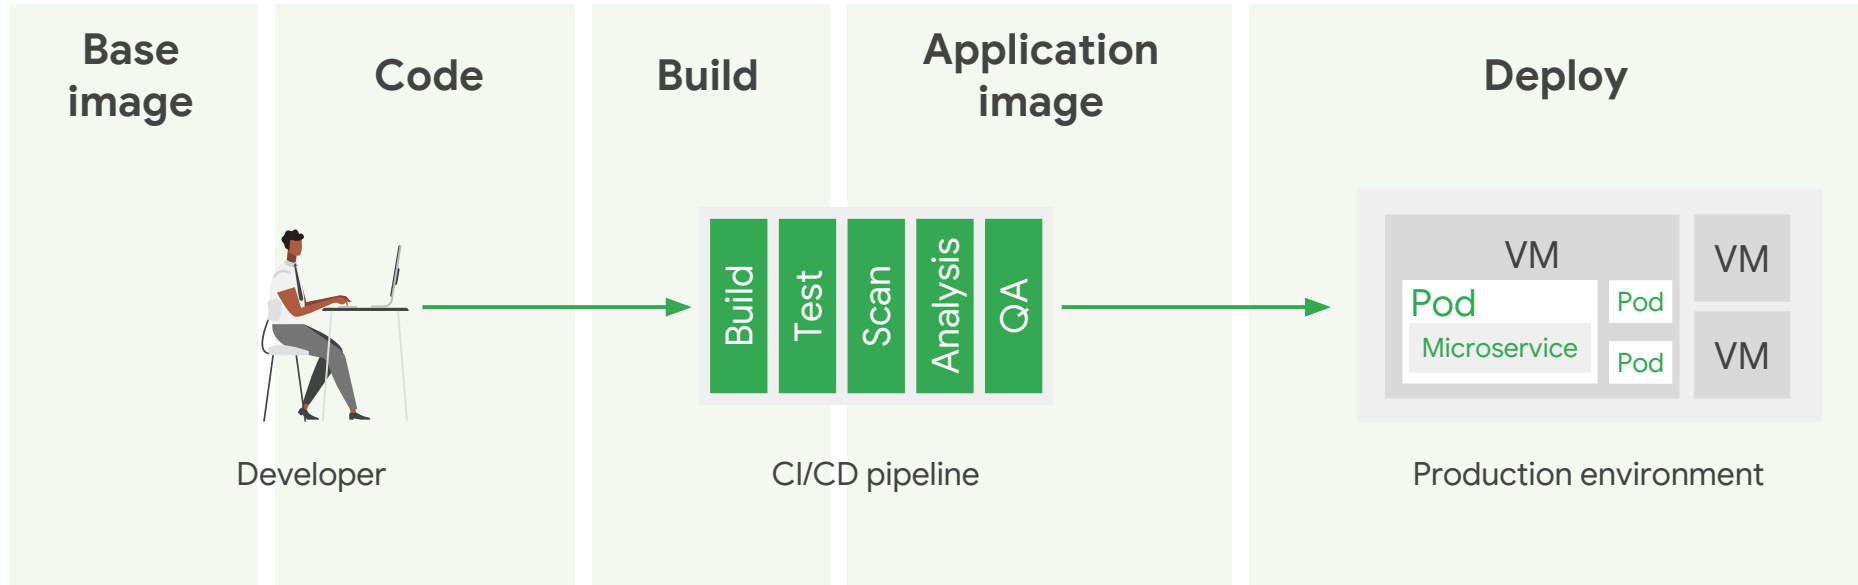 Base
image
Code
Build
Application
image
Deploy
Build
Test
Scan
Analysis
QA
VM
Pod
Microservice
Pod
Pod
VM
VM
Developer
CI/CD pipeline
Production environment